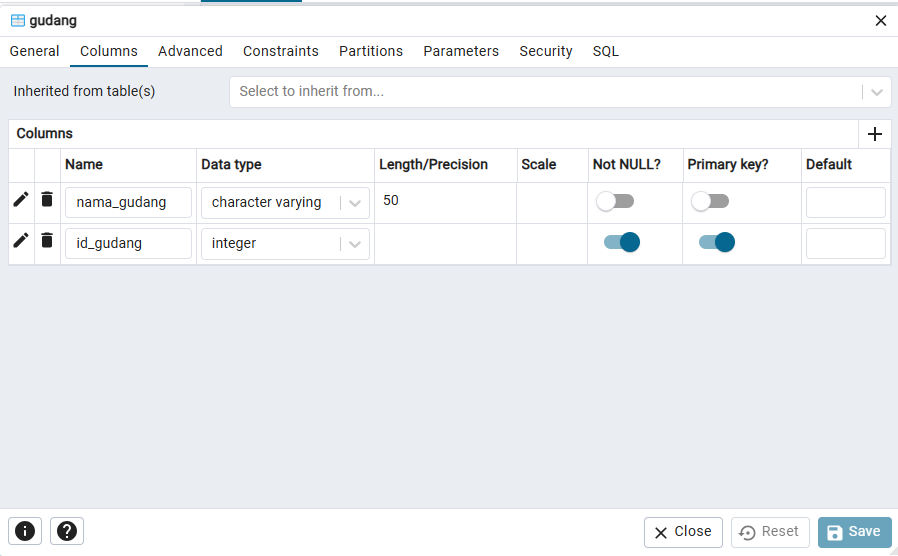 gudang
General Columns Advanced Constraints Partitions Parameters Security SQL
Inherited from table(s) Select to inherit from...
Columns
Name Data type Length/Precision Scale Not NULL? Primary key? Default
nama_gudang character varying 50
id_gudang integer
Close Reset Save